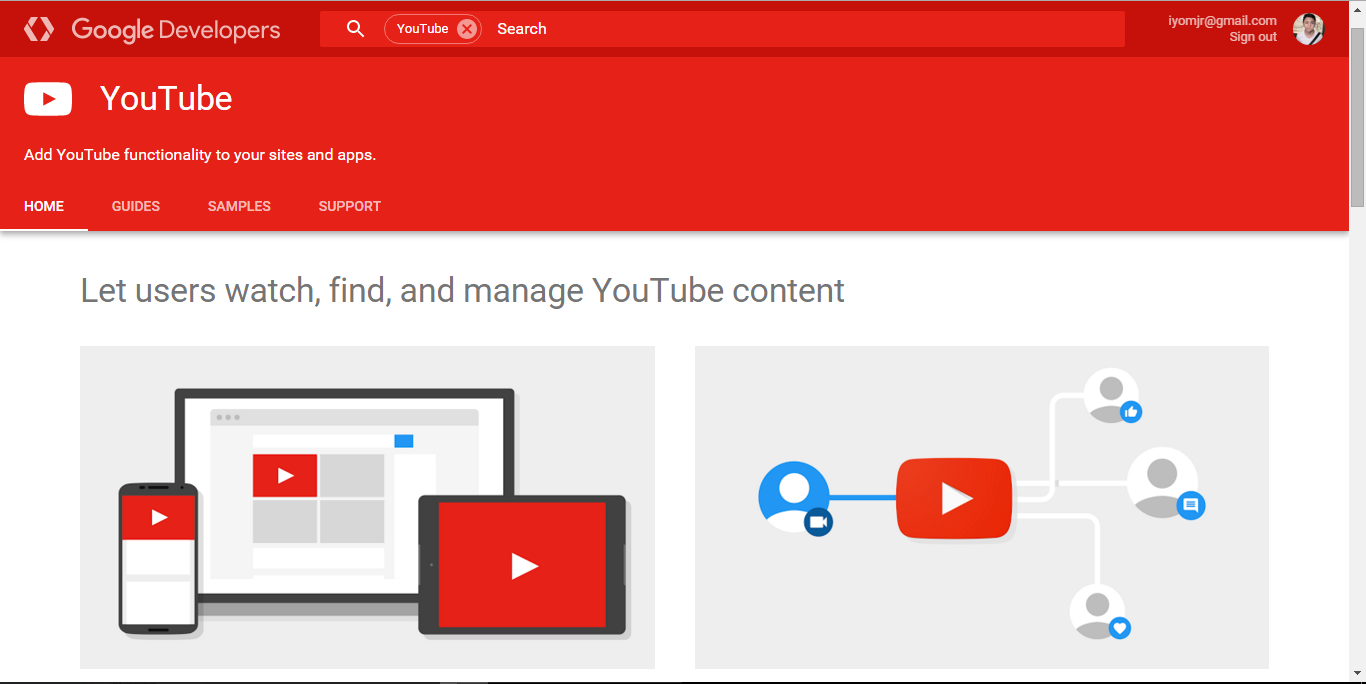 Google Developers
YouTube
Search
iyomjr@gmail.com
Sign out
YouTube
Add YouTube functionality to your sites and apps.
HOME
GUIDES
SAMPLES
SUPPORT
Let users watch, find, and manage YouTube content